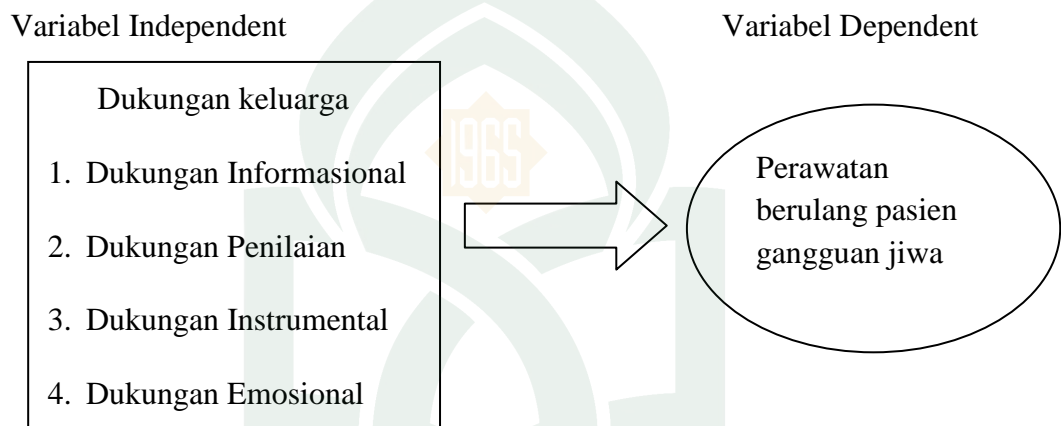 Variabel Independent
Variabel Dependent
Dukungan keluarga
1. Dukungan Informasional
2. Dukungan Penilaian
3. Dukungan Instrumental
4. Dukungan Emosional
Perawatan
berulang pasien
gangguan jiwa
1965